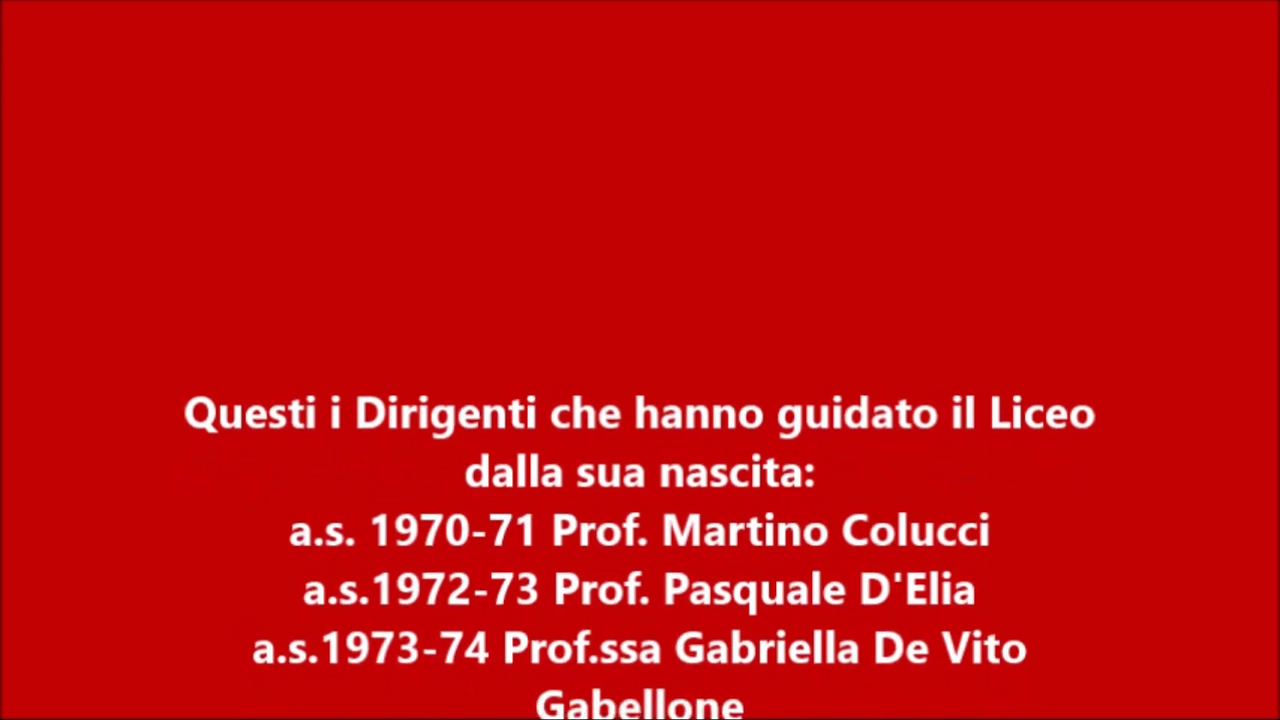 Questi i Dirigenti che hanno guidato il Liceo
dalla sua nascita:
a.s. 1970-71 Prof. Martino Colucci
a.s.1972-73 Prof. Pasquale D'Elia
a.s.1973-74 Prof.ssa Gabriella De Vito
Gabellone